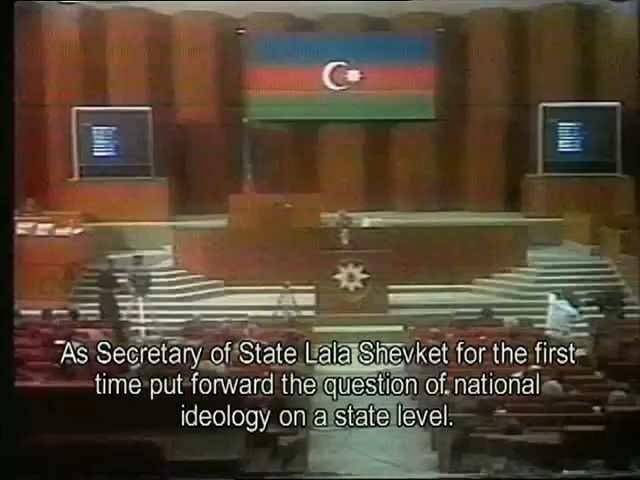 As Secretary of State Lala Shevket for the first
time put forward the question of national
ideology on a state level.